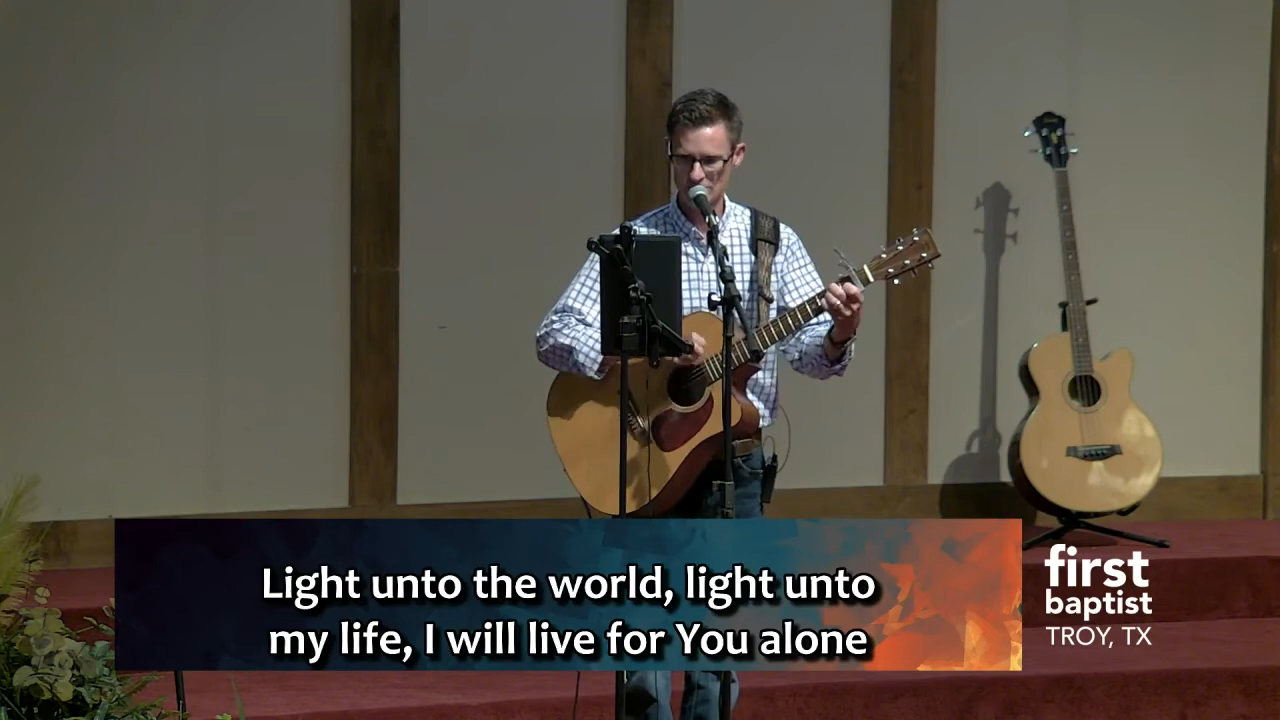 Light unto the world, light unto
my life, I will live for You alone
first
baptist
TROY, TX